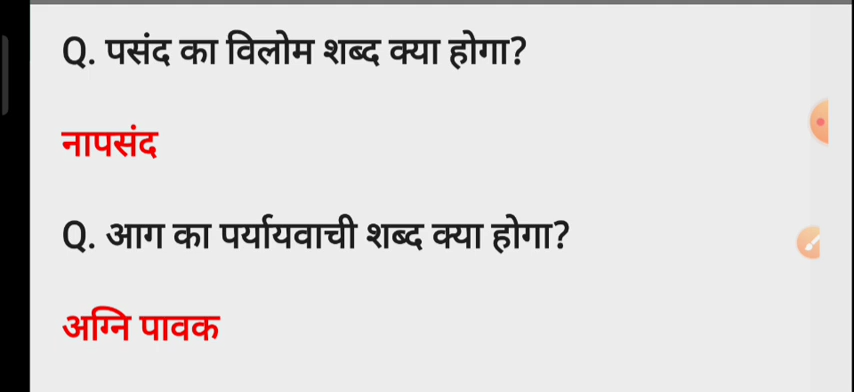 Q. पसंद का विलोम शब्द क्या होगा?
नापसंद
Q. आग का पर्यायवाची शब्द क्या होगा?
अग्नि पावक